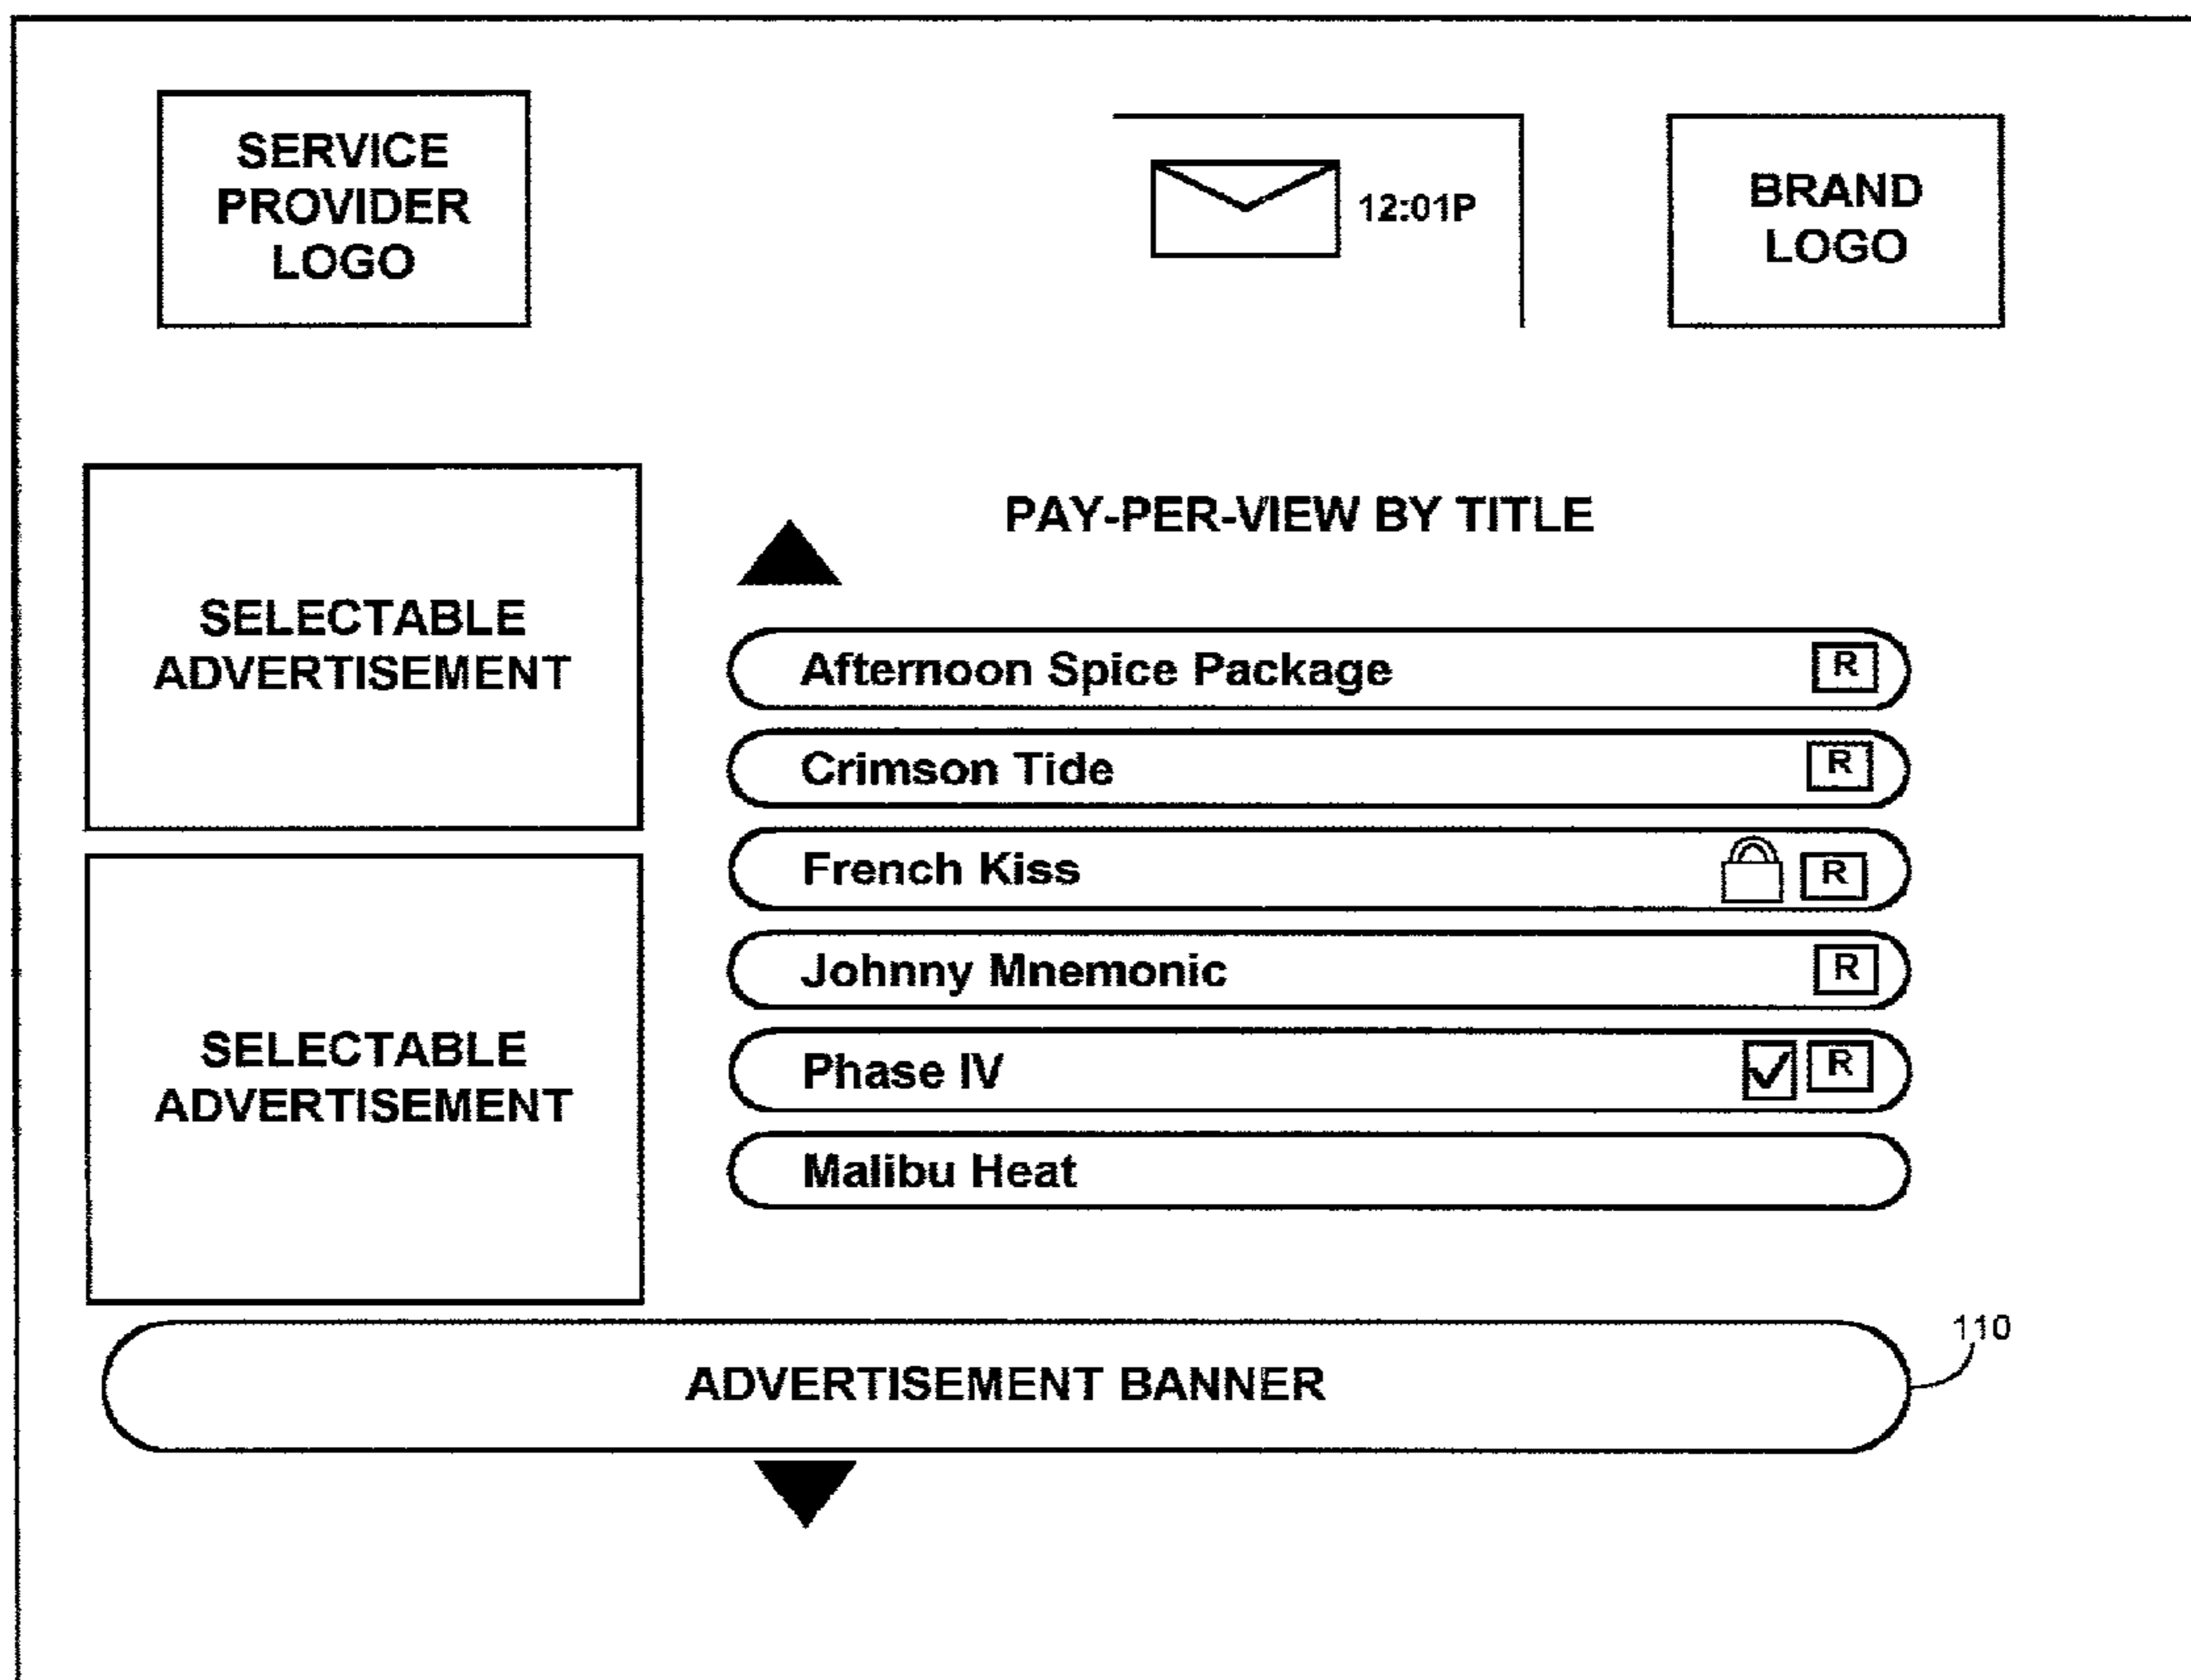 SERVICE
PROVIDER
LOGO
12:01P
BRAND
LOGO
SELECTABLE
ADVERTISEMENT
PAY-PER-VIEW BY TITLE
Afternoon Spice Package R
Crimson Tide R
French Kiss R
Johnny Mnemonic R
Phase IV R
Malibu Heat
SELECTABLE
ADVERTISEMENT
ADVERTISEMENT BANNER
110